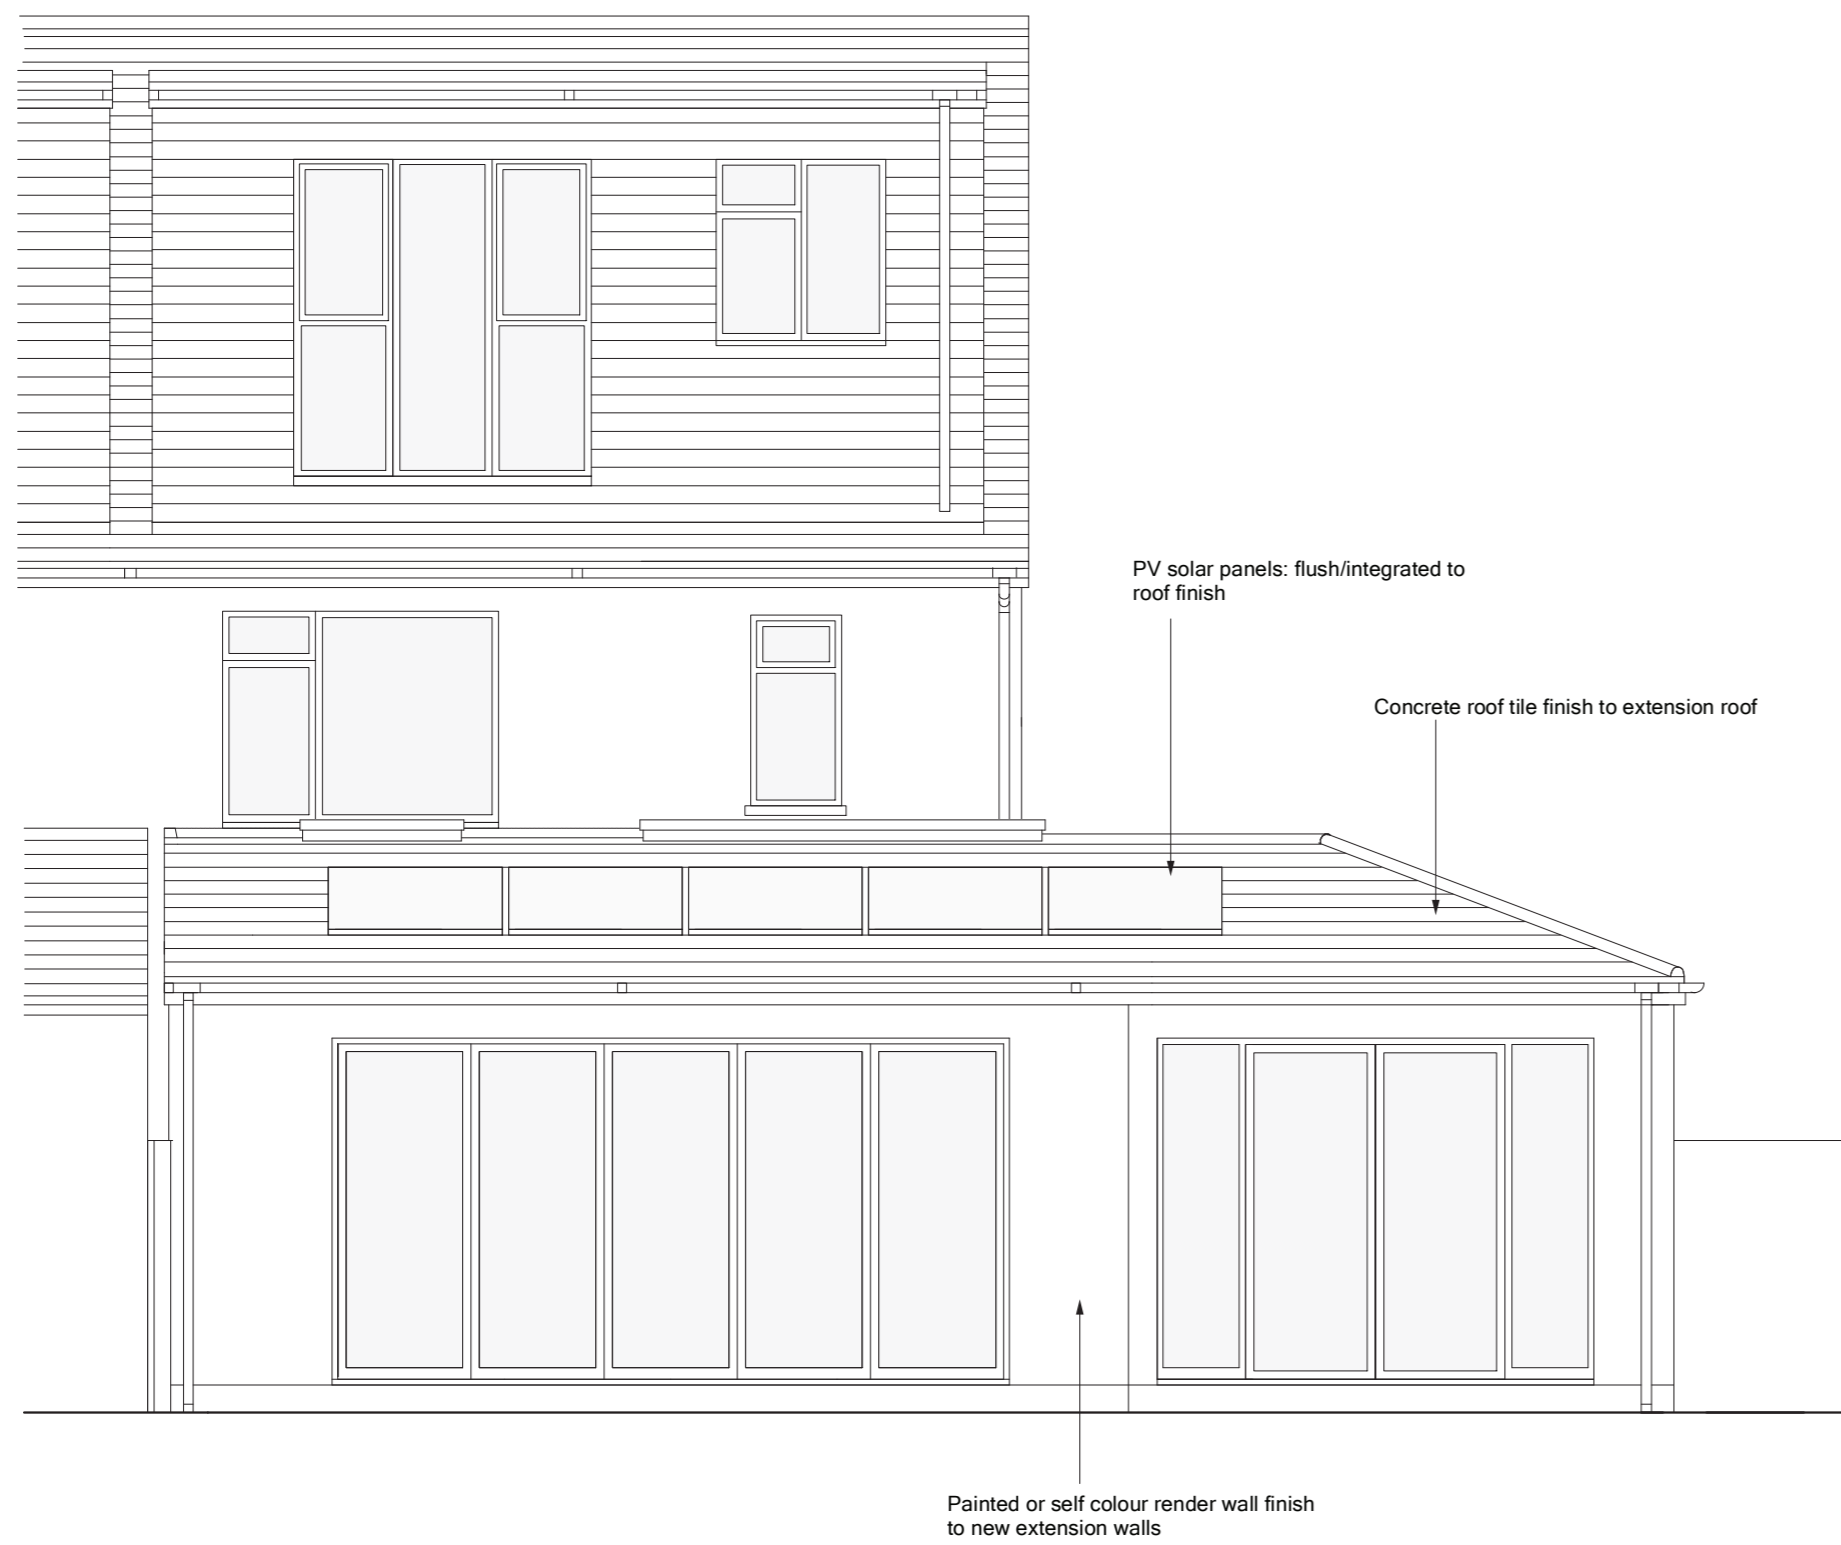 PV solar panels: flush/integrated to
roof finish
Concrete roof tile finish to extension roof
Painted or self colour render wall finish
to new extension walls